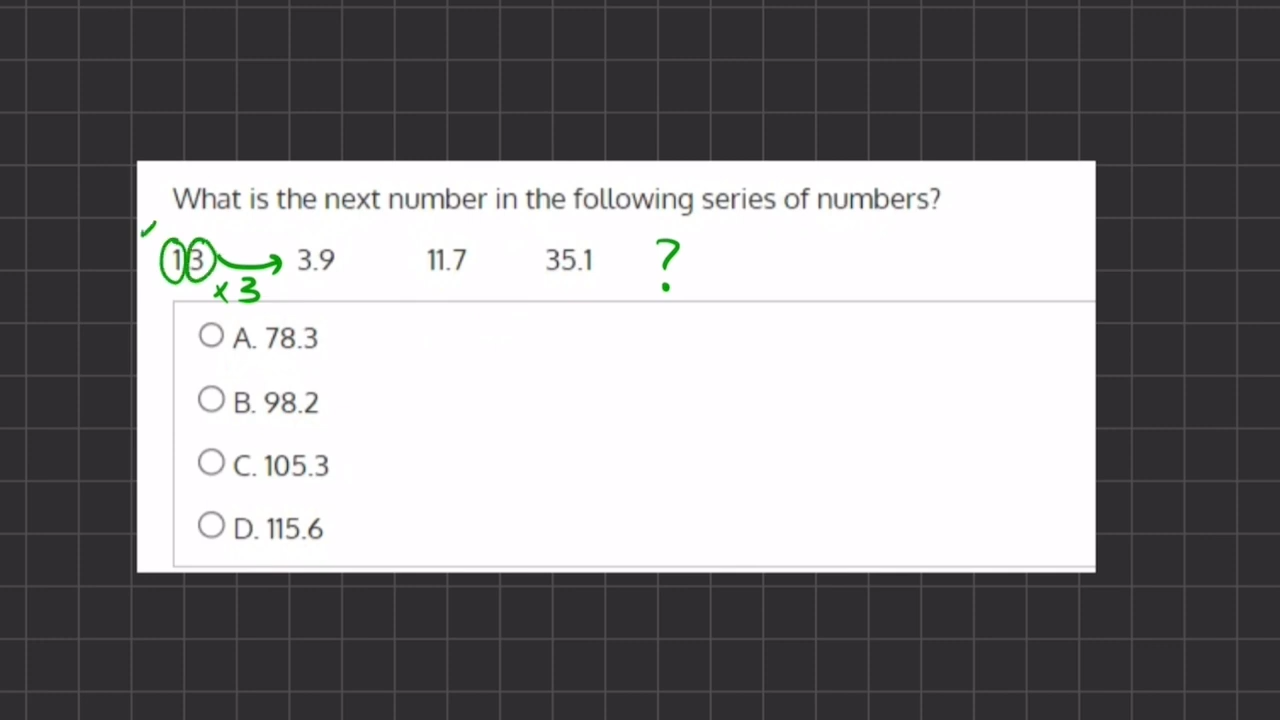 What is the next number in the following series of numbers?
1.3 3.9 11.7 35.1 ?
× 3
A. 78.3
B. 98.2
C. 105.3
D. 115.6